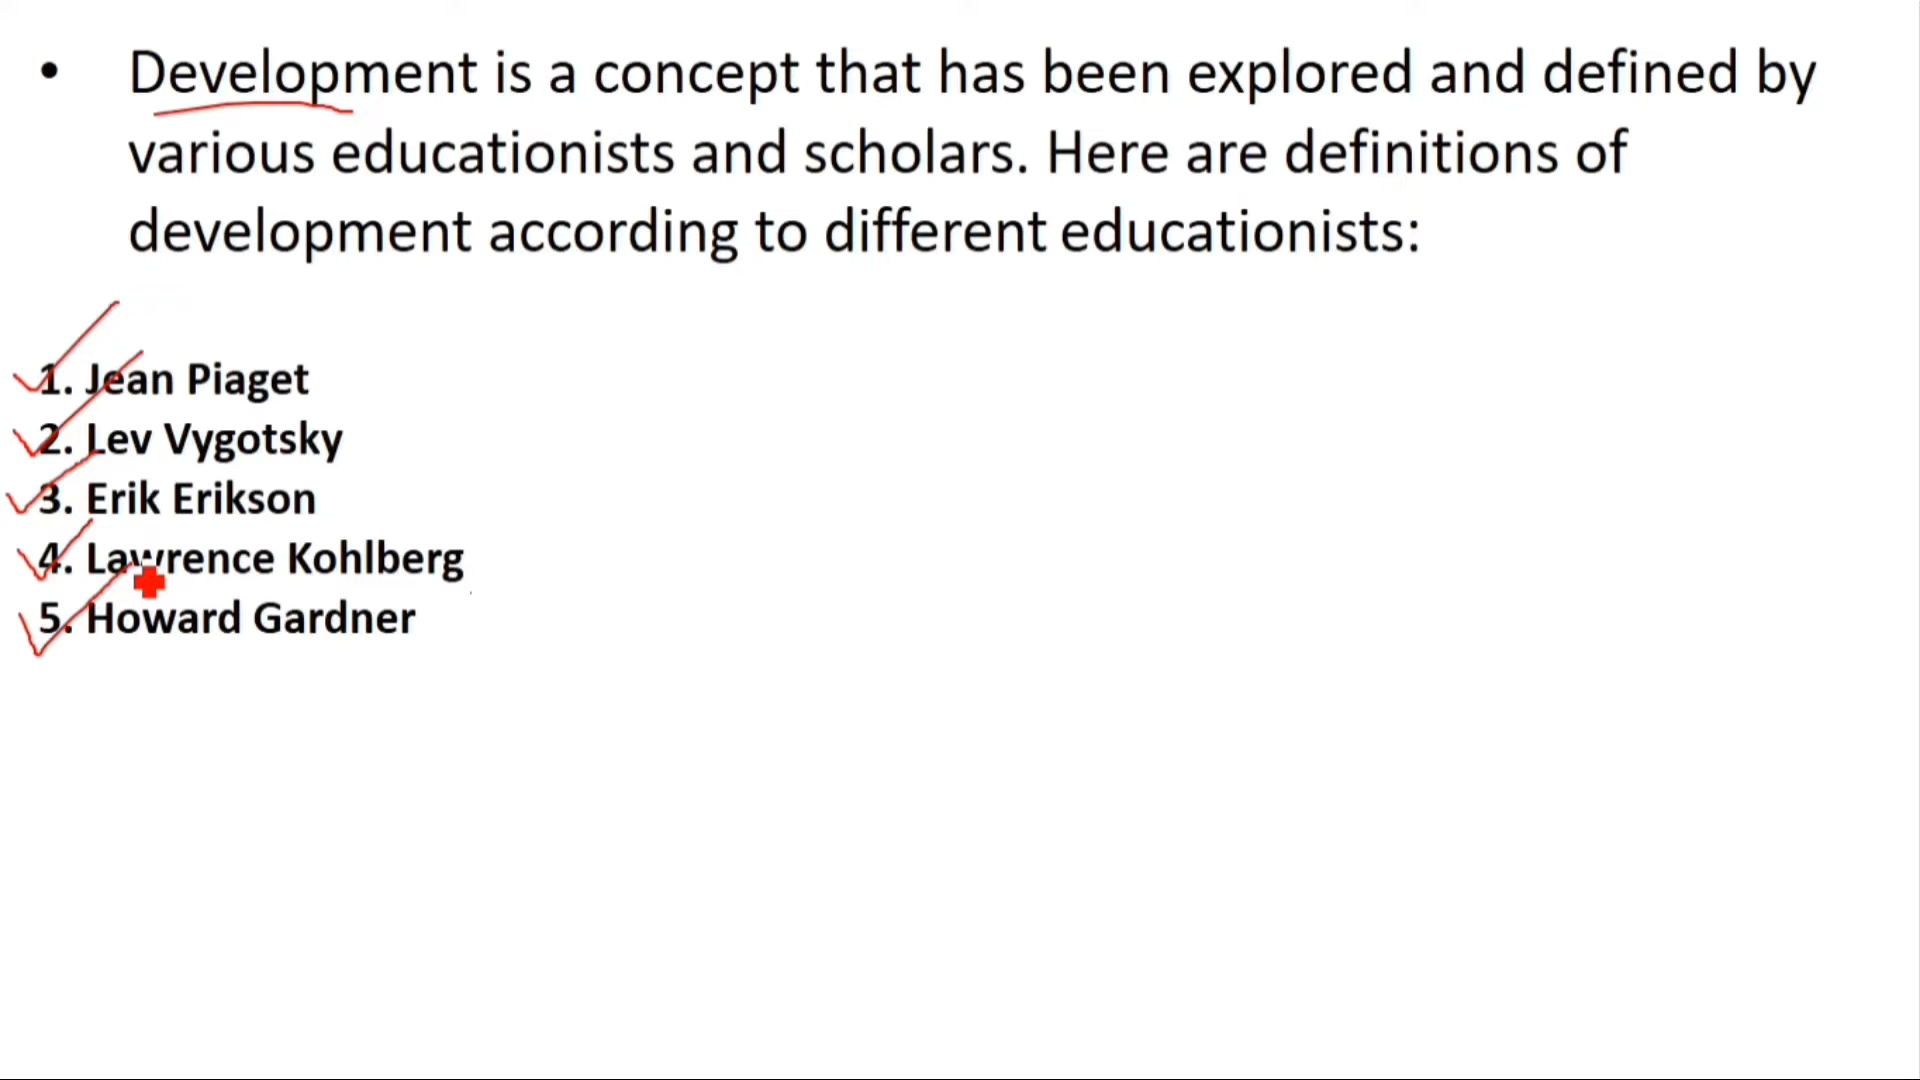 • Development is a concept that has been explored and defined by
various educationists and scholars. Here are definitions of
development according to different educationists:
1. Jean Piaget
2. Lev Vygotsky
3. Erik Erikson
4. Lawrence Kohlberg
5. Howard Gardner